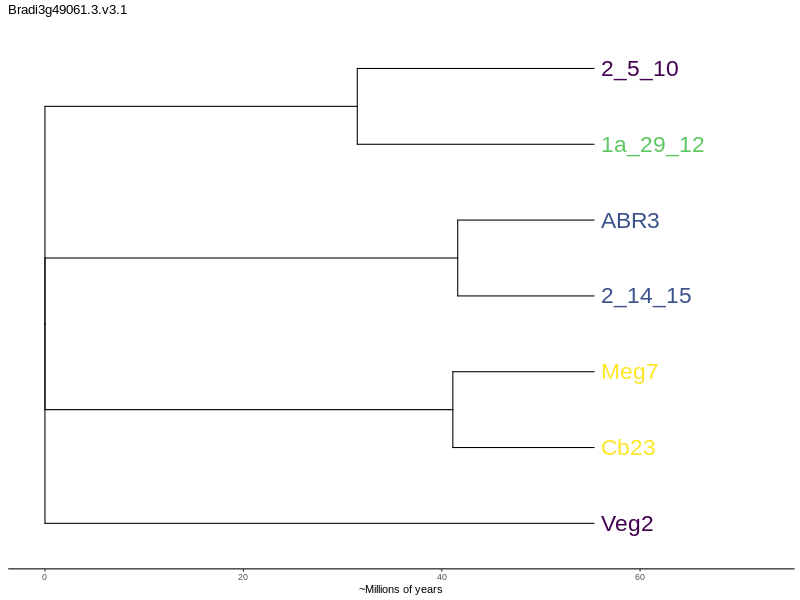 Bradi3g49061.3.v3.1
2_5_10
1a_29_12
ABR3
2_14_15
Meg7
Cb23
Veg2
0 20 40 60
~Millions of years